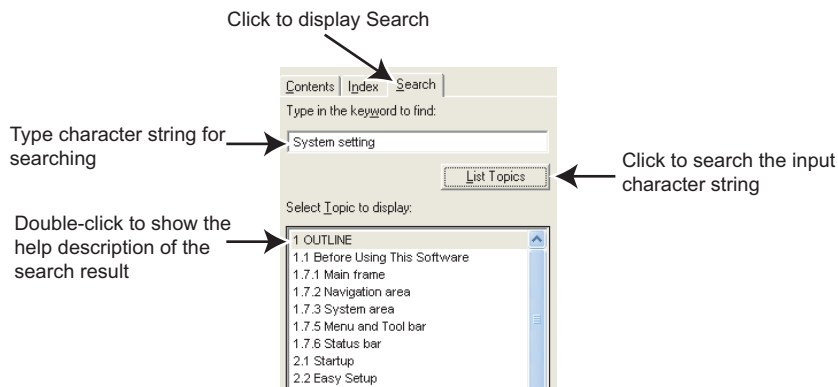 Click to display Search
Contents Index Search
Type in the keyword to find:
Type character string for
searching
System setting
List Topics
Click to search the input
character string
Select Topic to display:
Double-click to show the
help description of the
search result
1 OUTLINE
1.1 Before Using This Software
1.7.1 Main frame
1.7.2 Navigation area
1.7.3 System area
1.7.5 Menu and Tool bar
1.7.6 Status bar
2.1 Startup
2.2 Easy Setup